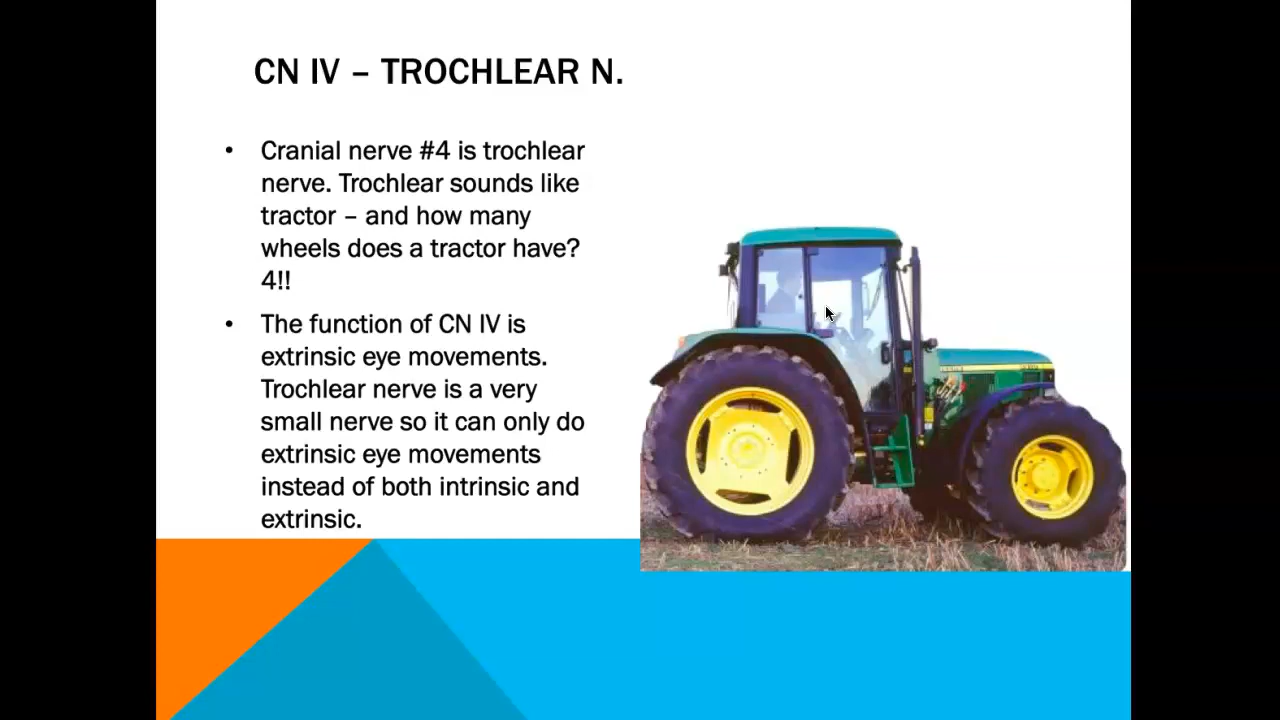 CN IV – TROCHLEAR N.
• Cranial nerve #4 is trochlear
nerve. Trochlear sounds like
tractor – and how many
wheels does a tractor have?
4!!
• The function of CN IV is
extrinsic eye movements.
Trochlear nerve is a very
small nerve so it can only do
extrinsic eye movements
instead of both intrinsic and
extrinsic.